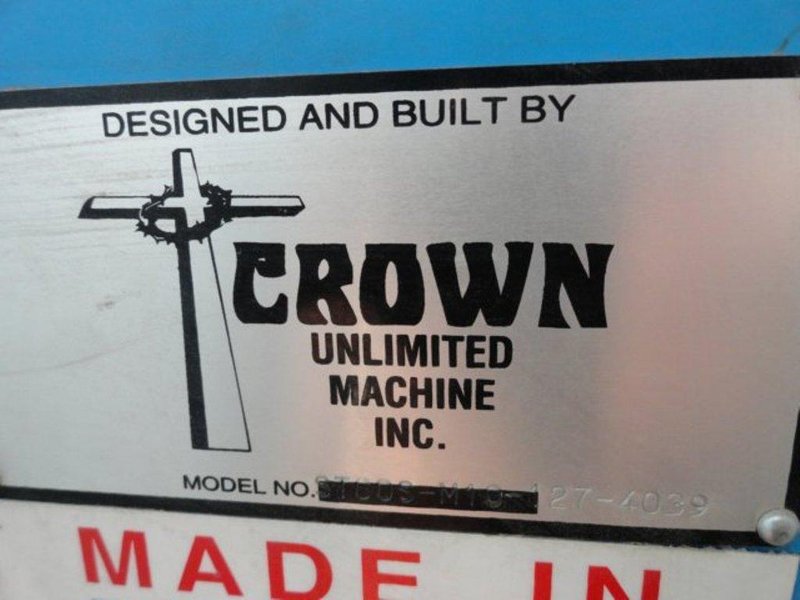 DESIGNED AND BUILT BY
CROWN
UNLIMITED
MACHINE
INC.
MODEL NO.
MADE IN